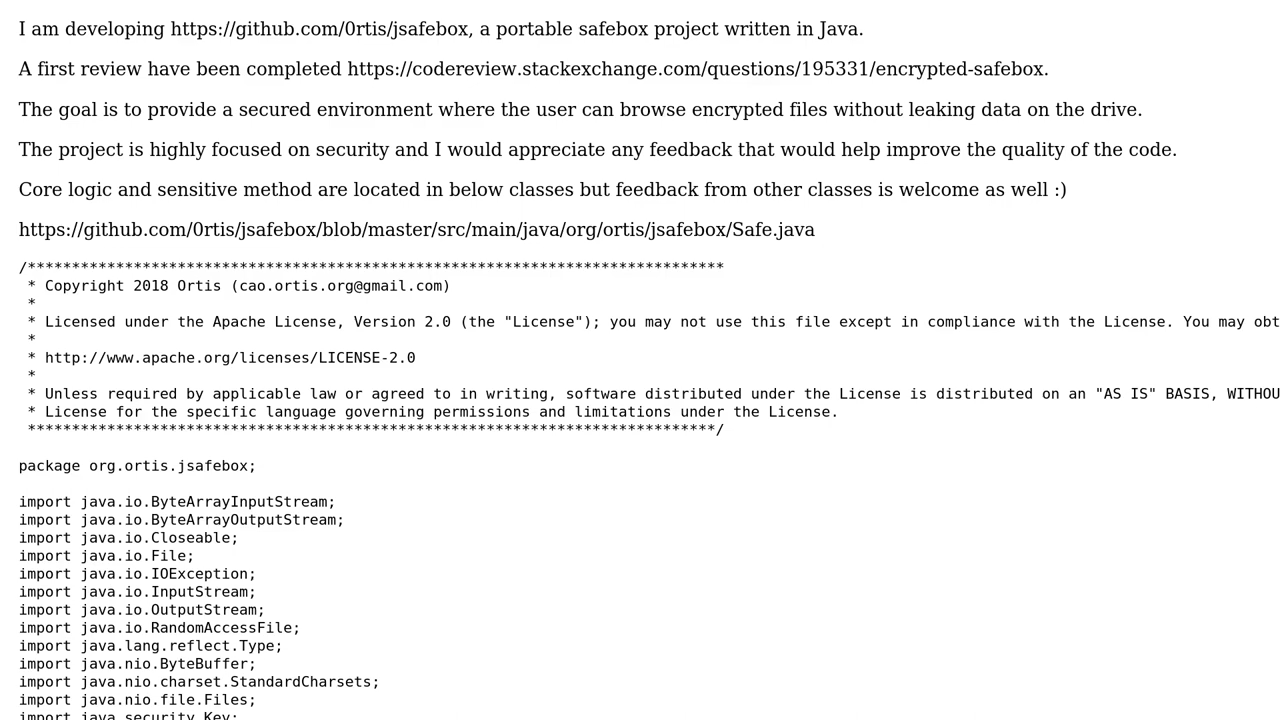 I am developing https://github.com/0rtis/jsafebox, a portable safebox project written in Java.
A first review have been completed https://codereview.stackexchange.com/questions/195331/encrypted-safebox.
The goal is to provide a secured environment where the user can browse encrypted files without leaking data on the drive.
The project is highly focused on security and I would appreciate any feedback that would help improve the quality of the code.
Core logic and sensitive method are located in below classes but feedback from other classes is welcome as well :)
https://github.com/0rtis/jsafebox/blob/master/src/main/java/org/ortis/jsafebox/Safe.java
/*******************************************************************************
 * Copyright 2018 Ortis (cao.ortis.org@gmail.com)
 *
 * Licensed under the Apache License, Version 2.0 (the "License"); you may not use this file except in compliance with the License. You may obt
 *
 * http://www.apache.org/licenses/LICENSE-2.0
 *
 * Unless required by applicable law or agreed to in writing, software distributed under the License is distributed on an "AS IS" BASIS, WITHOU
 * License for the specific language governing permissions and limitations under the License.
 ******************************************************************************/
package org.ortis.jsafebox;
import java.io.ByteArrayInputStream;
import java.io.ByteArrayOutputStream;
import java.io.Closeable;
import java.io.File;
import java.io.IOException;
import java.io.InputStream;
import java.io.OutputStream;
import java.io.RandomAccessFile;
import java.lang.reflect.Type;
import java.nio.ByteBuffer;
import java.nio.charset.StandardCharsets;
import java.nio.file.Files;
import java.security.Key;